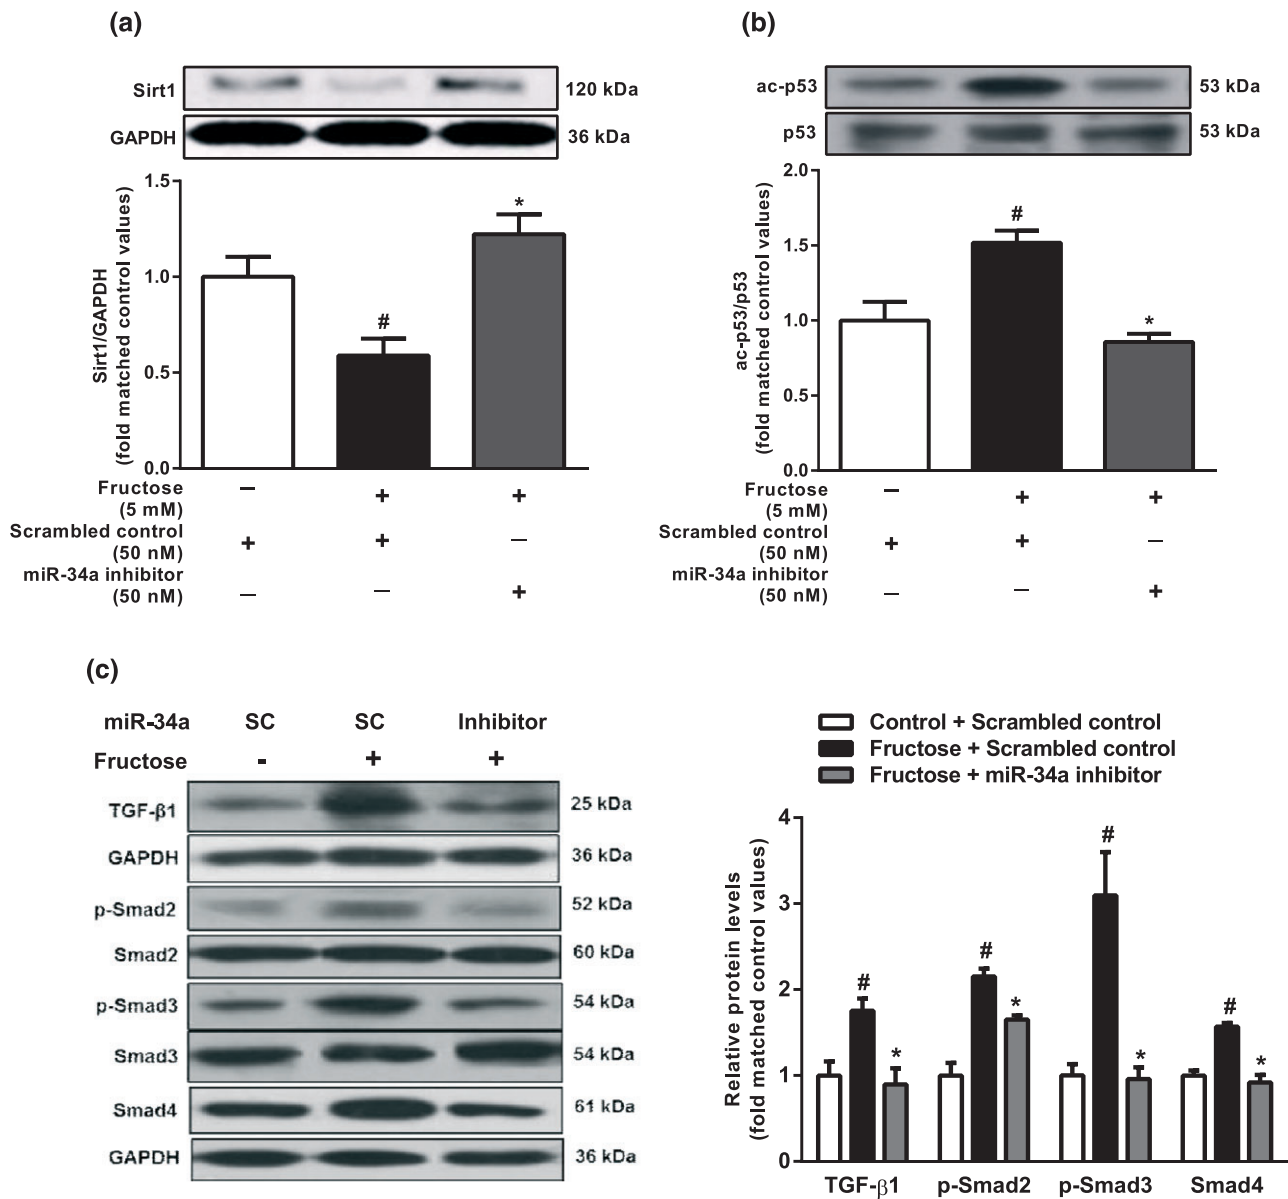 (a)
Sirt1 120 kDa
GAPDH 36 kDa
Sirt1/GAPDH
(fold matched control values)
1.5
1.0
0.5
0.0
*
#
Fructose
(5 mM) – + +
Scrambled control
(50 nM) + + –
miR-34a inhibitor
(50 nM) – – +
(b)
ac-p53 53 kDa
p53 53 kDa
ac-p53/p53
(fold matched control values)
2.0
1.5
1.0
0.5
0.0
#
*
Fructose
(5 mM) – + +
Scrambled control
(50 nM) + + –
miR-34a inhibitor
(50 nM) – – +
(c)
miR-34a SC SC Inhibitor
Fructose - + +
TGF-β1 25 kDa
GAPDH 36 kDa
p-Smad2 52 kDa
Smad2 60 kDa
p-Smad3 54 kDa
Smad3 54 kDa
Smad4 61 kDa
GAPDH 36 kDa
Control + Scrambled control
Fructose + Scrambled control
Fructose + miR-34a inhibitor
Relative protein levels
(fold matched control values)
4
3
2
1
0
# * # * # * # *
TGF-β1 p-Smad2 p-Smad3 Smad4